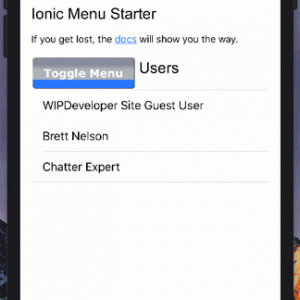 Ionic Menu Starter
If you get lost, the docs will show you the way.
Toggle Menu Users
WIPDeveloper Site Guest User
Brett Nelson
Chatter Expert